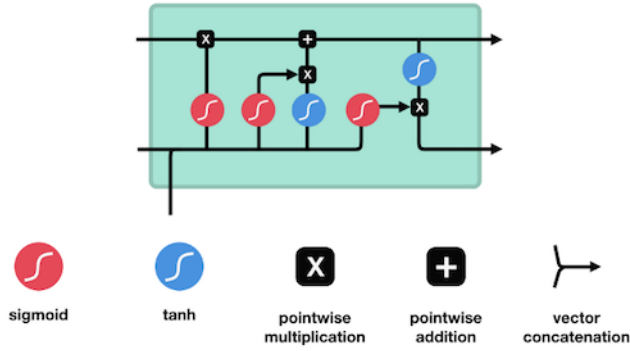 X
+
X
X
X
+
sigmoid
tanh
pointwise
multiplication
pointwise
addition
vector
concatenation